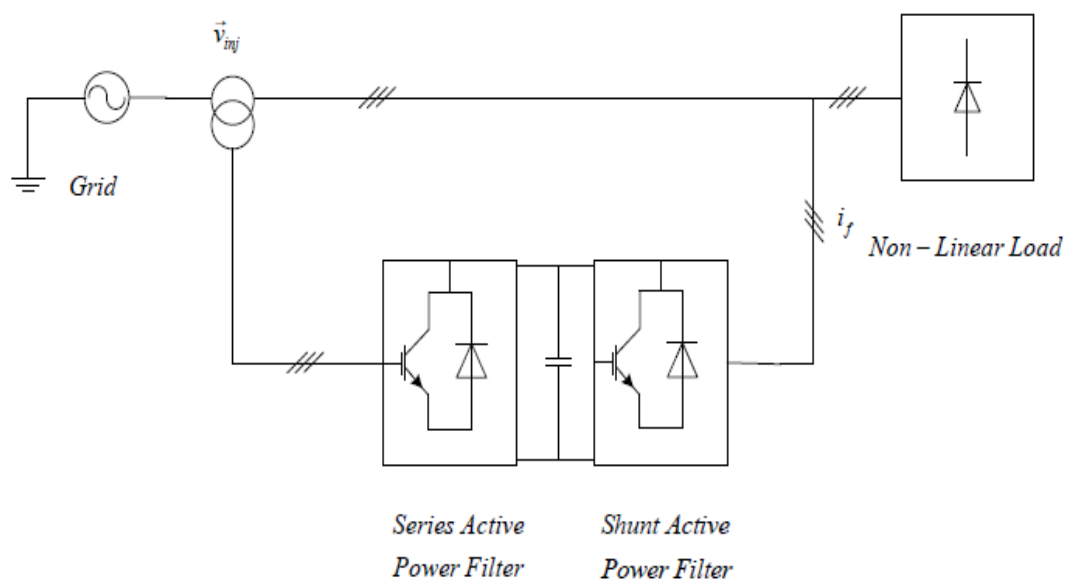 v⃗inj
Grid
if
Non – Linear Load
Series Active
Power Filter
Shunt Active
Power Filter